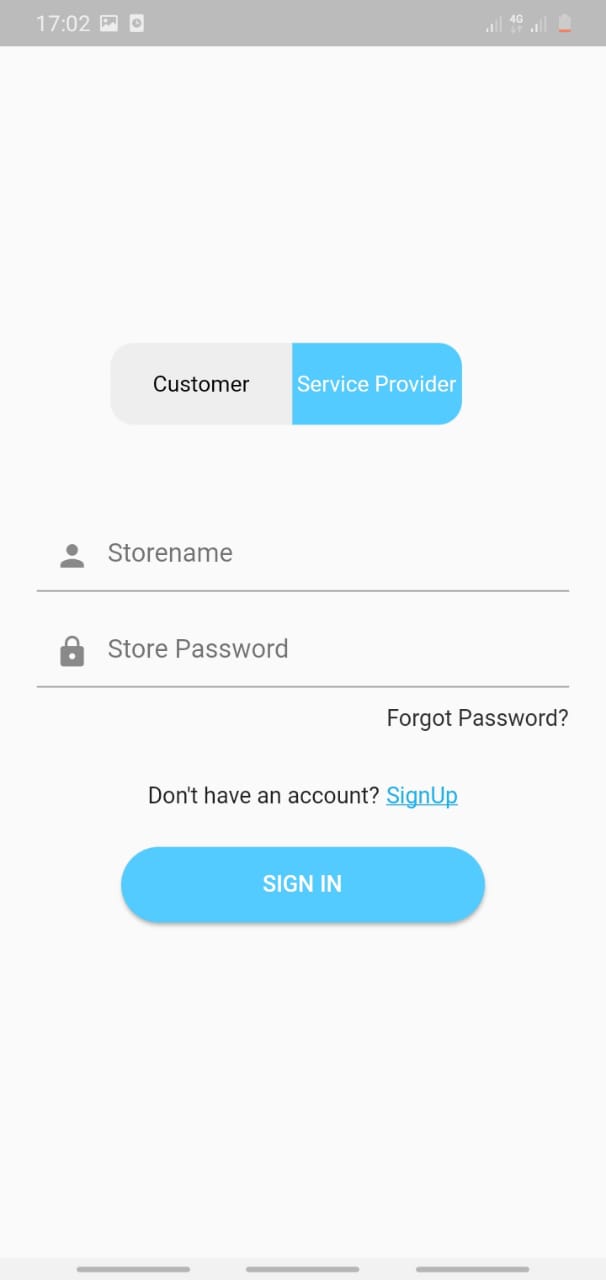 17:02 4G
Customer Service Provider
Storename
Store Password
Forgot Password?
Don't have an account? SignUp
SIGN IN